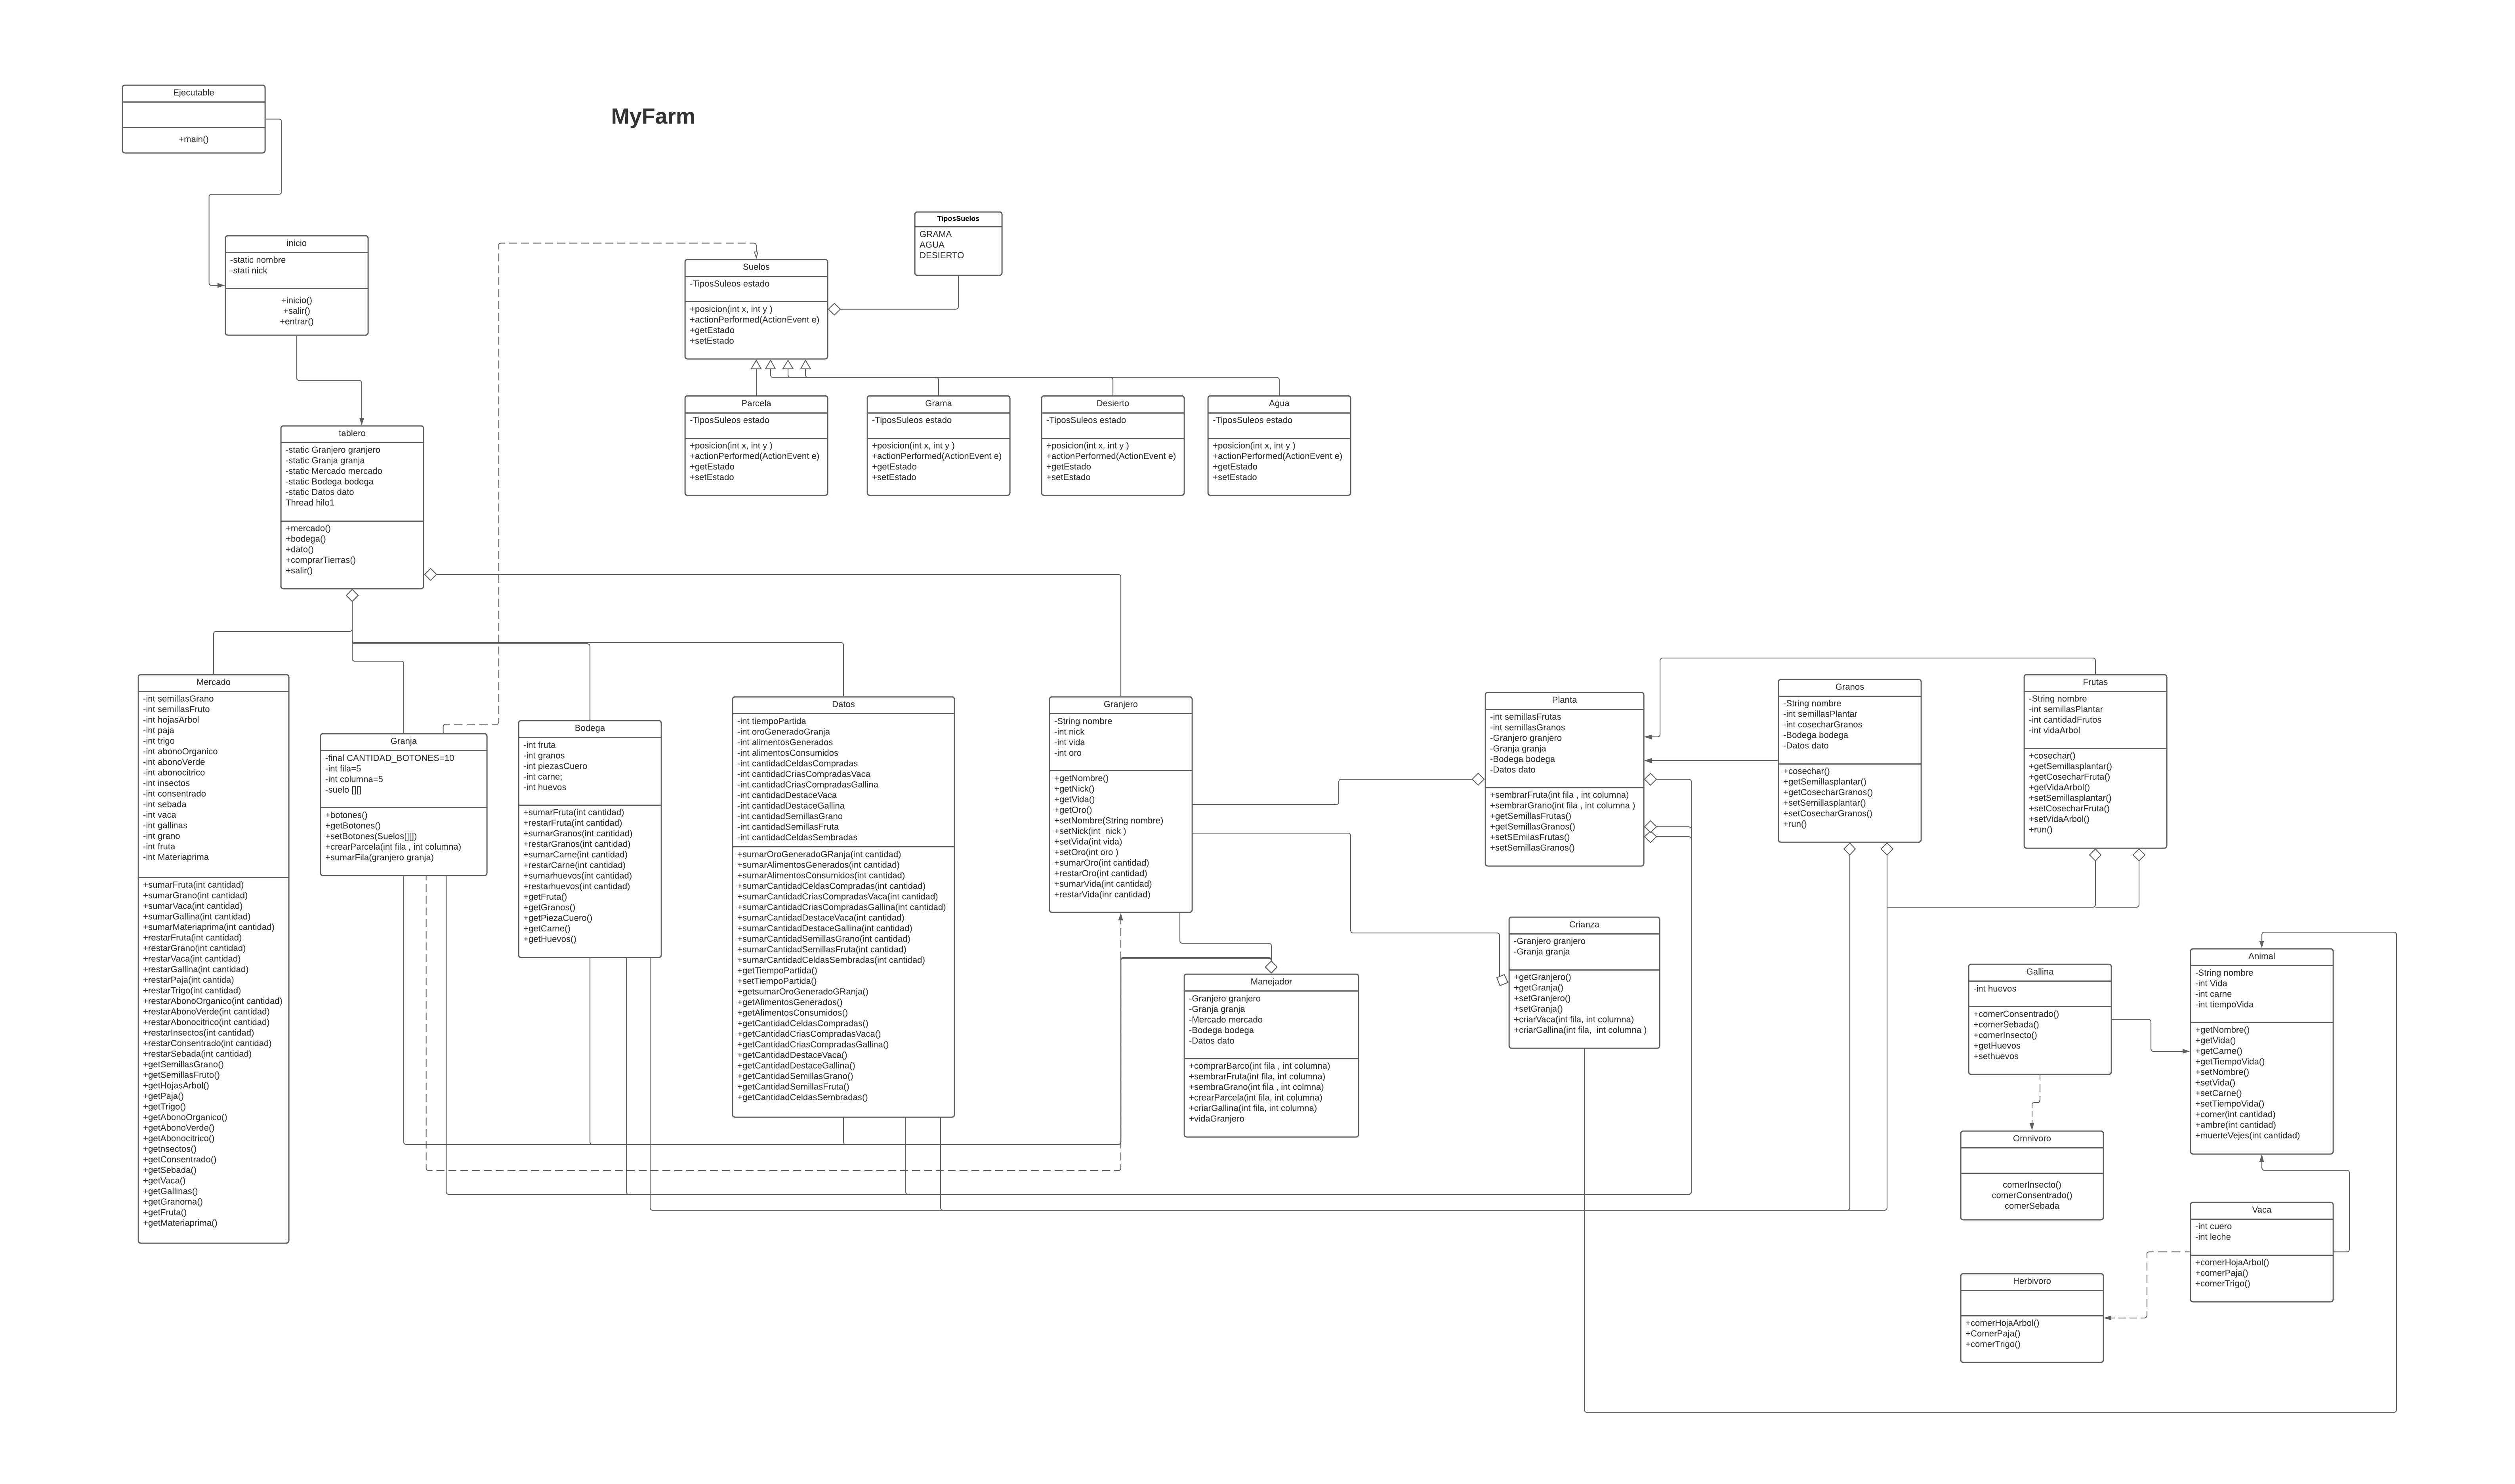 MyFarm
Ejecutable
+main()
inicio
-static nombre
-stati nick
+inicio()
+salir()
+entrar()
TiposSuelos
GRAMA
AGUA
DESIERTO
Suelos
-TiposSuleos estado
+posicion(int x, int y )
+actionPerformed(ActionEvent e)
+getEstado
+setEstado
Parcela
-TiposSuleos estado
+posicion(int x, int y )
+actionPerformed(ActionEvent e)
+getEstado
+setEstado
Grama
-TiposSuleos estado
+posicion(int x, int y )
+actionPerformed(ActionEvent e)
+getEstado
+setEstado
Desierto
-TiposSuleos estado
+posicion(int x, int y )
+actionPerformed(ActionEvent e)
+getEstado
+setEstado
Agua
-TiposSuleos estado
+posicion(int x, int y )
+actionPerformed(ActionEvent e)
+getEstado
+setEstado
tablero
-static Granjero granjero
-static Granja granja
-static Mercado mercado
-static Bodega bodega
-static Datos dato
Thread hilo1
+mercado()
+bodega()
+dato()
+comprarTierras()
+salir()
Mercado
-int semillasGrano
-int semillasFruto
-int hojasArbol
-int paja
-int trigo
-int abonoOrganico
-int abonoVerde
-int abonocitrico
-int insectos
-int consentrado
-int sebada
-int vaca
-int gallinas
-int grano
-int fruta
-int Materiaprima
+sumarFruta(int cantidad)
+sumarGrano(int cantidad)
+sumarVaca(int cantidad)
+sumarGallina(int cantidad)
+sumarMateriaprima(int cantidad)
+restarFruta(int cantidad)
+restarGrano(int cantidad)
+restarVaca(int cantidad)
+restarGallina(int cantidad)
+restarPaja(int cantida)
+restarTrigo(int cantidad)
+restarAbonoOrganico(int cantidad)
+restarAbonoVerde(int cantidad)
+restarAbonocitrico(int cantidad)
+restarInsectos(int cantidad)
+restarConsentrado(int cantidad)
+restarSebada(int cantidad)
+getSemillasGrano()
+getSemillasFruto()
+getHojasArbol()
+getPaja()
+getTrigo()
+getAbonoOrganico()
+getAbonoVerde()
+getAbonocitrico()
+getnsectos()
+getConsentrado()
+getSebada()
+getVaca()
+getGallinas()
+getGranoma()
+getFruta()
+getMateriaprima()
Granja
-final CANTIDAD_BOTONES=10
-int fila=5
-int columna=5
-suelo [][]
+botones()
+getBotones()
+setBotones(Suelos[][])
+crearParcela(int fila , int columna)
+sumarFila(granjero granja)
Bodega
-int fruta
-int granos
-int piezasCuero
-int carne;
-int huevos
+sumarFruta(int cantidad)
+restarFruta(int cantidad)
+sumarGranos(int cantidad)
+restarGranos(int cantidad)
+sumarCarne(int cantidad)
+restarCarne(int cantidad)
+sumarhuevos(int cantidad)
+restarhuevos(int cantidad)
+getFruta()
+getGranos()
+getPiezaCuero()
+getCarne()
+getHuevos()
Datos
-int tiempoPartida
-int oroGeneradoGranja
-int alimentosGenerados
-int alimentosConsumidos
-int cantidadCeldasCompradas
-int cantidadCriasCompradasVaca
-int cantidadCriasCompradasGallina
-int cantidadDestaceVaca
-int cantidadDestaceGallina
-int cantidadSemillasGrano
-int cantidadSemillasFruta
-int cantidadCeldasSembradas
+sumarOroGeneradoGRanja(int cantidad)
+sumarAlimentosGenerados(int cantidad)
+sumarAlimentosConsumidos(int cantidad)
+sumarCantidadCeldasCompradas(int cantidad)
+sumarCantidadCriasCompradasVaca(int cantidad)
+sumarCantidadCriasCompradasGallina(int cantidad)
+sumarCantidadDestaceVaca(int cantidad)
+sumarCantidadDestaceGallina(int cantidad)
+sumarCantidadSemillasGrano(int cantidad)
+sumarCantidadSemillasFruta(int cantidad)
+sumarCantidadCeldasSembradas(int cantidad)
+getTiempoPartida()
+setTiempoPartida()
+getsumarOroGeneradoGRanja()
+getAlimentosGenerados()
+getAlimentosConsumidos()
+getCantidadCeldasCompradas()
+getCantidadCriasCompradasVaca()
+getCantidadCriasCompradasGallina()
+getCantidadDestaceVaca()
+getCantidadDestaceGallina()
+getCantidadSemillasGrano()
+getCantidadSemillasFruta()
+getCantidadCeldasSembradas()
Granjero
-String nombre
-int nick
-int vida
-int oro
+getNombre()
+getNick()
+getVida()
+getOro()
+setNombre(String nombre)
+setNick(int nick )
+setVida(int vida)
+setOro(int oro )
+sumarOro(int cantidad)
+restarOro(int cantidad)
+sumarVida(int cantidad)
+restarVida(inr cantidad)
Manejador
-Granjero granjero
-Granja granja
-Mercado mercado
-Bodega bodega
-Datos dato
+comprarBarco(int fila , int columna)
+sembrarFruta(int fila, int columna)
+sembraGrano(int fila , int colmna)
+crearParcela(int fila, int columna)
+criarGallina(int fila, int columna)
+vidaGranjero
Planta
-int semillasFrutas
-int semillasGranos
-Granjero granjero
-Granja granja
-Bodega bodega
-Datos dato
+sembrarFruta(int fila , int columna)
+sembrarGrano(int fila , int columna )
+getSemillasFrutas()
+getSemillasGranos()
+setSEmilasFrutas()
+setSemillasGranos()
Crianza
-Granjero granjero
-Granja granja
+getGranjero()
+getGranja()
+setGranjero()
+setGranja()
+criarVaca(int fila, int columna)
+criarGallina(int fila, int columna )
Granos
-String nombre
-int semillasPlantar
-int cosecharGranos
-Bodega bodega
-Datos dato
+cosechar()
+getSemillasplantar()
+getCosecharGranos()
+setSemillasplantar()
+setCosecharGranos()
+run()
Frutas
-String nombre
-int semillasPlantar
-int cantidadFrutos
-int vidaArbol
+cosechar()
+getSemillasplantar()
+getCosecharFruta()
+getVidaArbol()
+setSemillasplantar()
+setCosecharFruta()
+setVidaArbol()
+run()
Gallina
-int huevos
+comerConsentrado()
+comerSebada()
+comerInsecto()
+getHuevos
+sethuevos
Animal
-String nombre
-int Vida
-int carne
-int tiempoVida
+getNombre()
+getVida()
+getCarne()
+getTiempoVida()
+setNombre()
+setVida()
+setCarne()
+setTiempoVida()
+comer(int cantidad)
+ambre(int cantidad)
+muerteVejes(int cantidad)
Omnivoro
comerInsecto()
comerConsentrado()
comerSebada
Vaca
-int cuero
-int leche
+comerHojaArbol()
+comerPaja()
+comerTrigo()
Herbivoro
+comerHojaArbol()
+ComerPaja()
+comerTrigo()